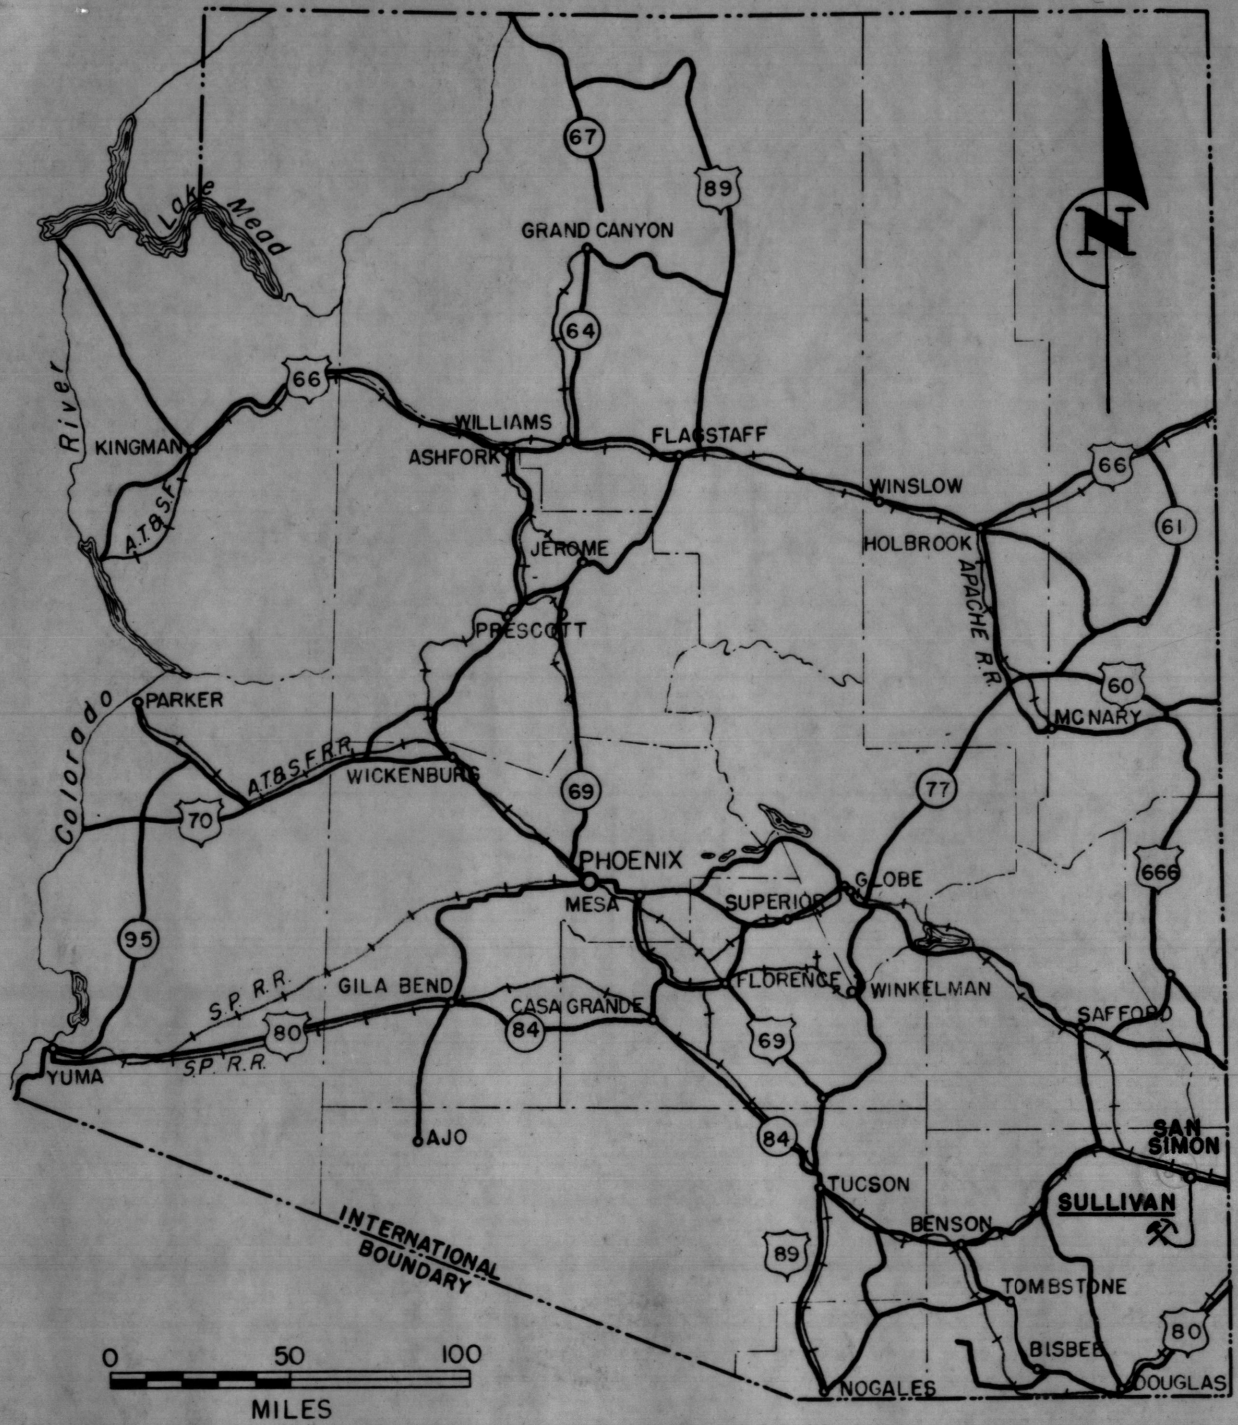 67
Lake Mead
89
N
GRAND CANYON
64
66
River
WILLIAMS
FLAGSTAFF
KINGMAN
ASHFORK
66
WINSLOW
A.T.& S.F.
61
HOLBROOK
JEROME
APACHE R.R.
PRESCOTT
60
Colorado
PARKER
MC NARY
A.T.& S.F.R.R.
WICKENBURG
77
69
70
PHOENIX
666
GLOBE
MESA
SUPERIOR
95
S.P. R.R.
GILA BEND
FLORENCE
WINKELMAN
CASA GRANDE
SAFFORD
80
84
69
S.P. R.R.
YUMA
AJO
84
SAN
SIMON
TUCSON
SULLIVAN
INTERNATIONAL
BOUNDARY
BENSON
89
TOMBSTONE
80
BISBEE
0 50 100
NOGALES
DOUGLAS
MILES